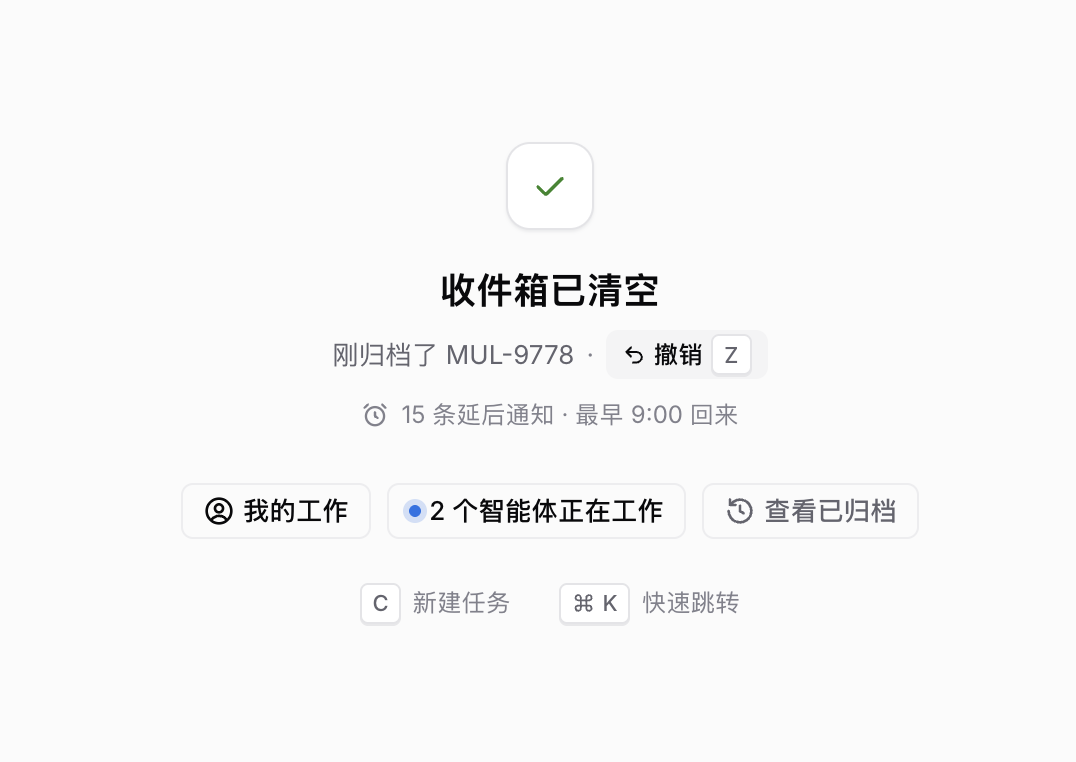 收件箱已清空
刚归档了 MUL-9778 · 撤销 Z
15 条延后通知 · 最早 9:00 回来
我的工作 2 个智能体正在工作 查看已归档
C 新建任务 ⌘ K 快速跳转